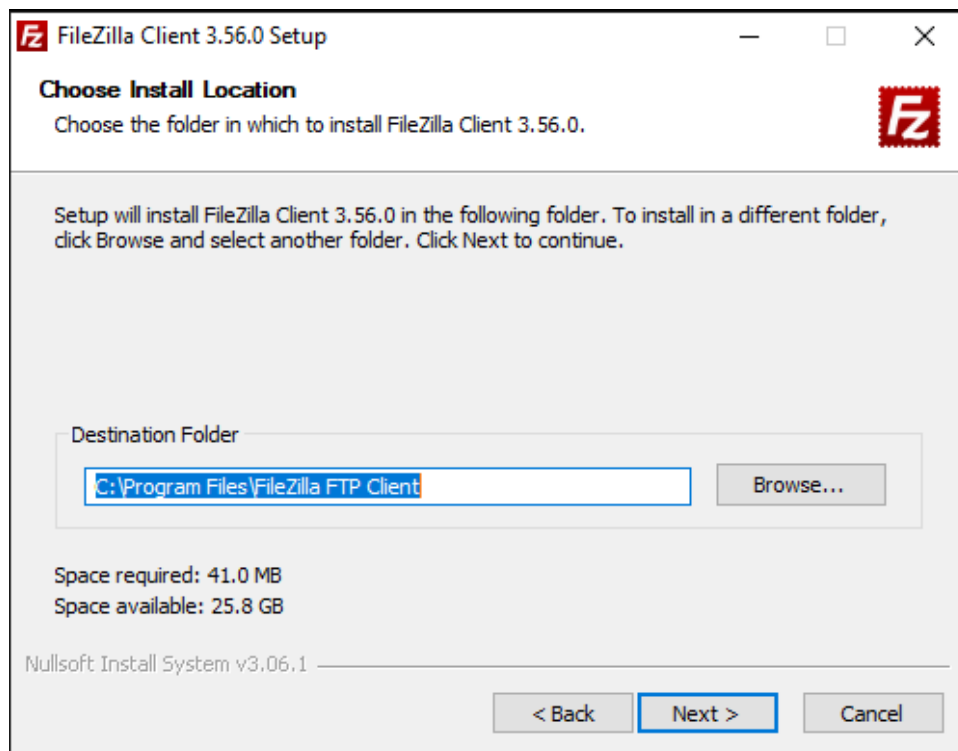 FileZilla Client 3.56.0 Setup
Choose Install Location
Choose the folder in which to install FileZilla Client 3.56.0.
Fz
Setup will install FileZilla Client 3.56.0 in the following folder. To install in a different folder,
click Browse and select another folder. Click Next to continue.
Destination Folder
C:\Program Files\FileZilla FTP Client
Browse...
Space required: 41.0 MB
Space available: 25.8 GB
Nullsoft Install System v3.06.1
< Back
Next >
Cancel